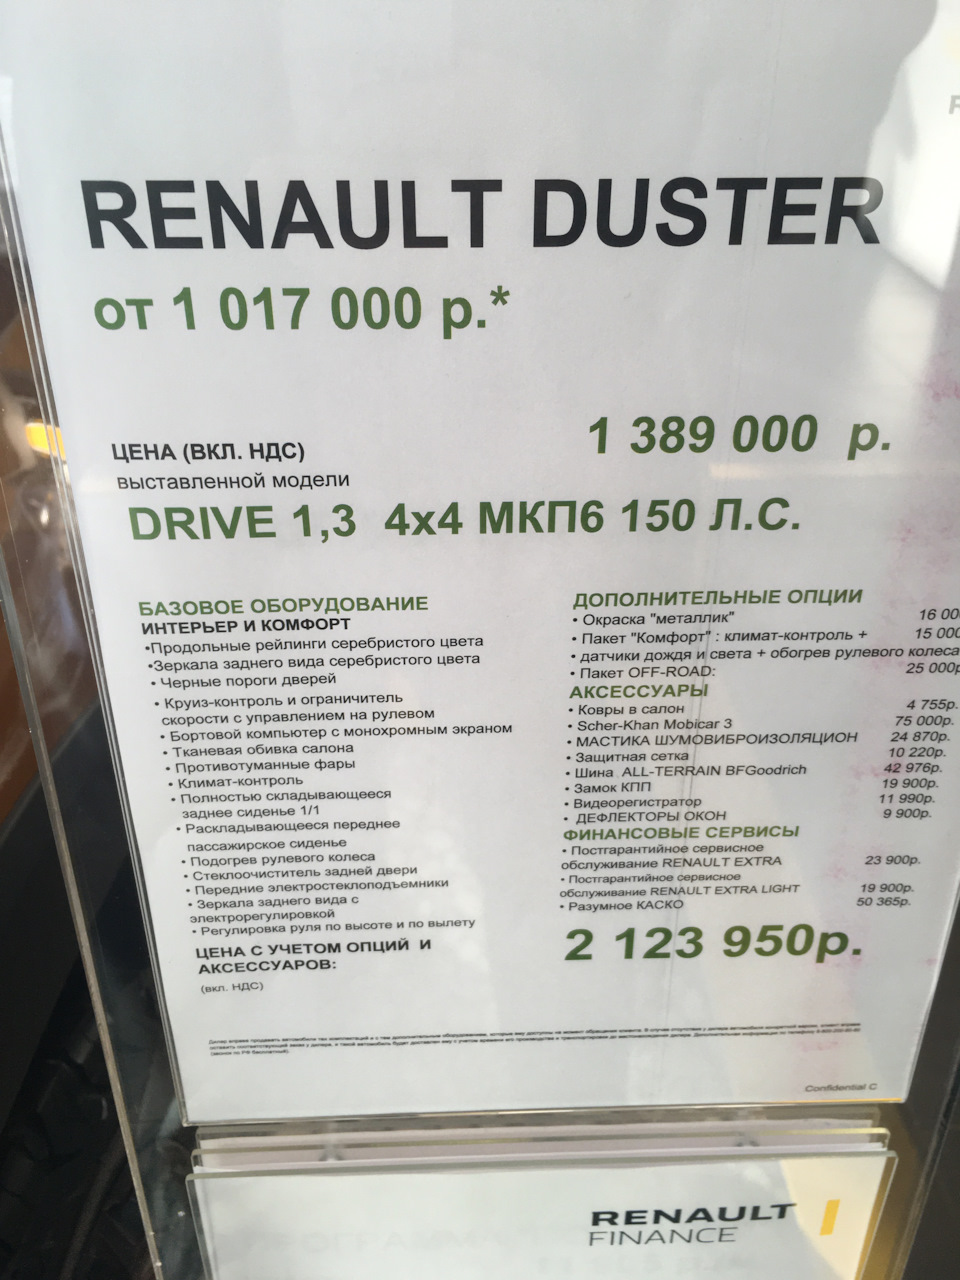 RENAULT DUSTER
от 1 017 000 р.*
ЦЕНА (ВКЛ. НДС)
1 389 000 р.
выставленной модели
DRIVE 1,3 4x4 МКП6 150 Л.С.
БАЗОВОЕ ОБОРУДОВАНИЕ
ИНТЕРЬЕР И КОМФОРТ
•Продольные рейлинги серебристого цвета
•Зеркала заднего вида серебристого цвета
• Черные пороги дверей
• Круиз-контроль и ограничитель
скорости с управлением на рулевом
• Бортовой компьютер с монохромным экраном
• Тканевая обивка салона
• Противотуманные фары
• Климат-контроль
• Полностью складывающееся
заднее сиденье 1/1
• Раскладывающееся переднее
пассажирское сиденье
• Подогрев рулевого колеса
• Стеклоочиститель задней двери
• Передние электростеклоподъемники
• Зеркала заднего вида с
электрорегулировкой
• Регулировка руля по высоте и по вылету
ЦЕНА С УЧЕТОМ ОПЦИЙ И
АКСЕССУАРОВ:
(вкл. НДС)
ДОПОЛНИТЕЛЬНЫЕ ОПЦИИ
• Окраска "металлик" 16 00
• Пакет "Комфорт" : климат-контроль + 15 000
• датчики дождя и света + обогрев рулевого колеса
• Пакет OFF-ROAD: 25 000р
АКСЕССУАРЫ
• Ковры в салон 4 755р.
• Scher-Khan Mobicar 3 75 000р.
• МАСТИКА ШУМОВИБРОИЗОЛЯЦИОН 24 870р.
• Защитная сетка 10 220р.
• Шина ALL-TERRAIN BFGoodrich 42 976р.
• Замок КПП 19 900р.
• Видеорегистратор 11 990р.
• ДЕФЛЕКТОРЫ ОКОН 9 900р.
ФИНАНСОВЫЕ СЕРВИСЫ
• Постгарантийное сервисное
обслуживание RENAULT EXTRA 23 900р.
• Постгарантийное сервисное
обслуживание RENAULT EXTRA LIGHT 19 900р.
• Разумное КАСКО 50 365р.
2 123 950р.
Confidential C
RENAULT
FINANCE